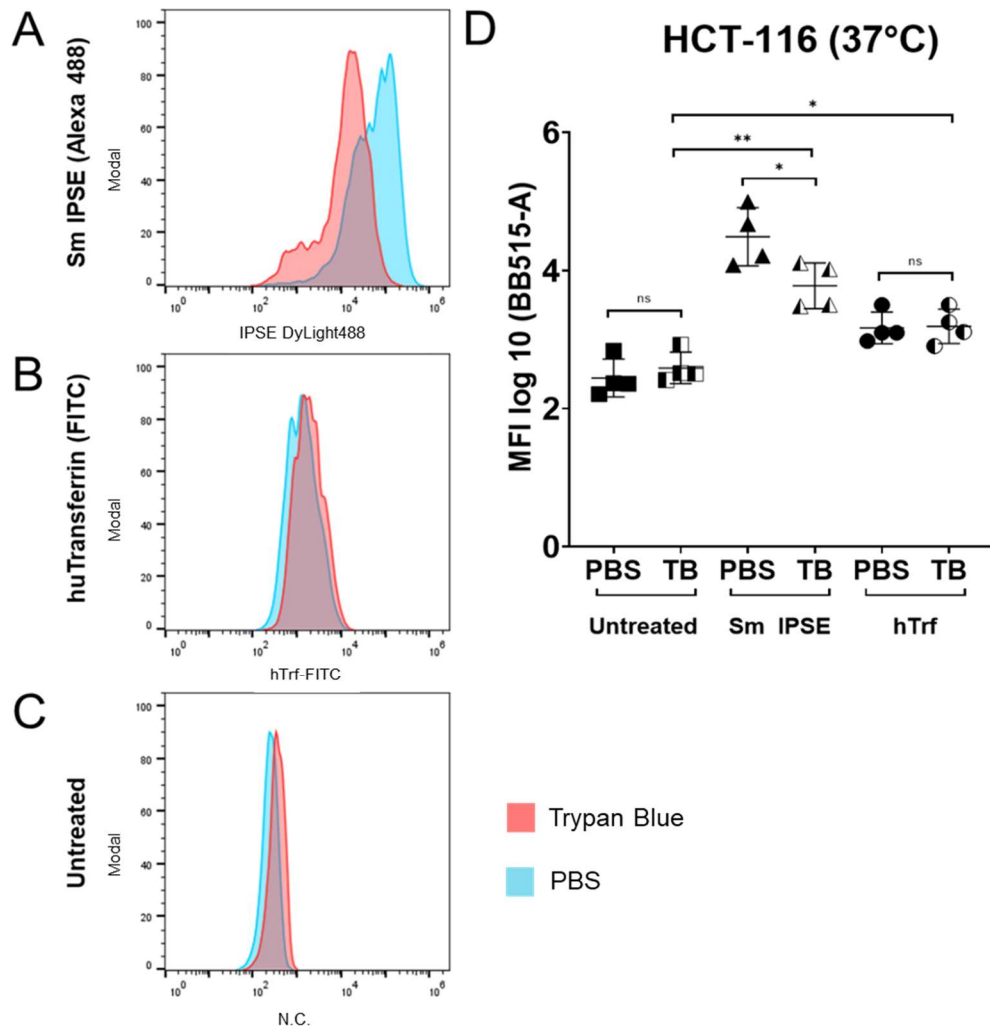 A
Sm IPSE (Alexa 488)
Modal
100
80
60
40
20
0
10^0 10^2 10^4 10^6
IPSE DyLight488
B
huTransferrin (FITC)
Modal
100
80
60
40
20
0
10^0 10^2 10^4 10^6
hTrf-FITC
C
Untreated
Modal
100
80
60
40
20
0
10^0 10^2 10^4 10^6
N.C.
Trypan Blue
PBS
D
HCT-116 (37°C)
MFI log 10 (BB515-A)
6
4
2
0
*
**
*
ns
ns
PBS TB PBS TB PBS TB
Untreated Sm IPSE hTrf